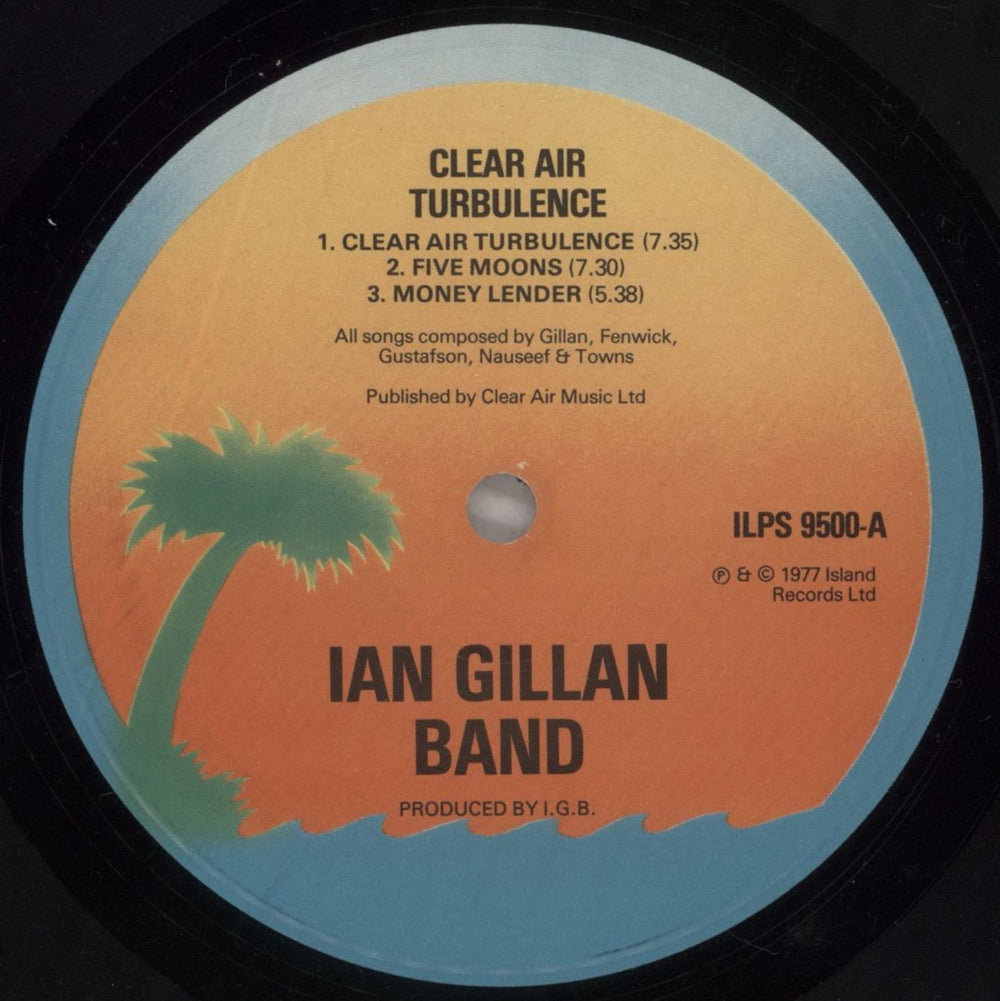 CLEAR AIR
TURBULENCE
1. CLEAR AIR TURBULENCE (7.35)
2. FIVE MOONS (7.30)
3. MONEY LENDER (5.38)
All songs composed by Gillan, Fenwick,
Gustafson, Nauseef & Towns
Published by Clear Air Music Ltd
ILPS 9500-A
℗ & © 1977 Island
Records Ltd
IAN GILLAN
BAND
PRODUCED BY I.G.B.